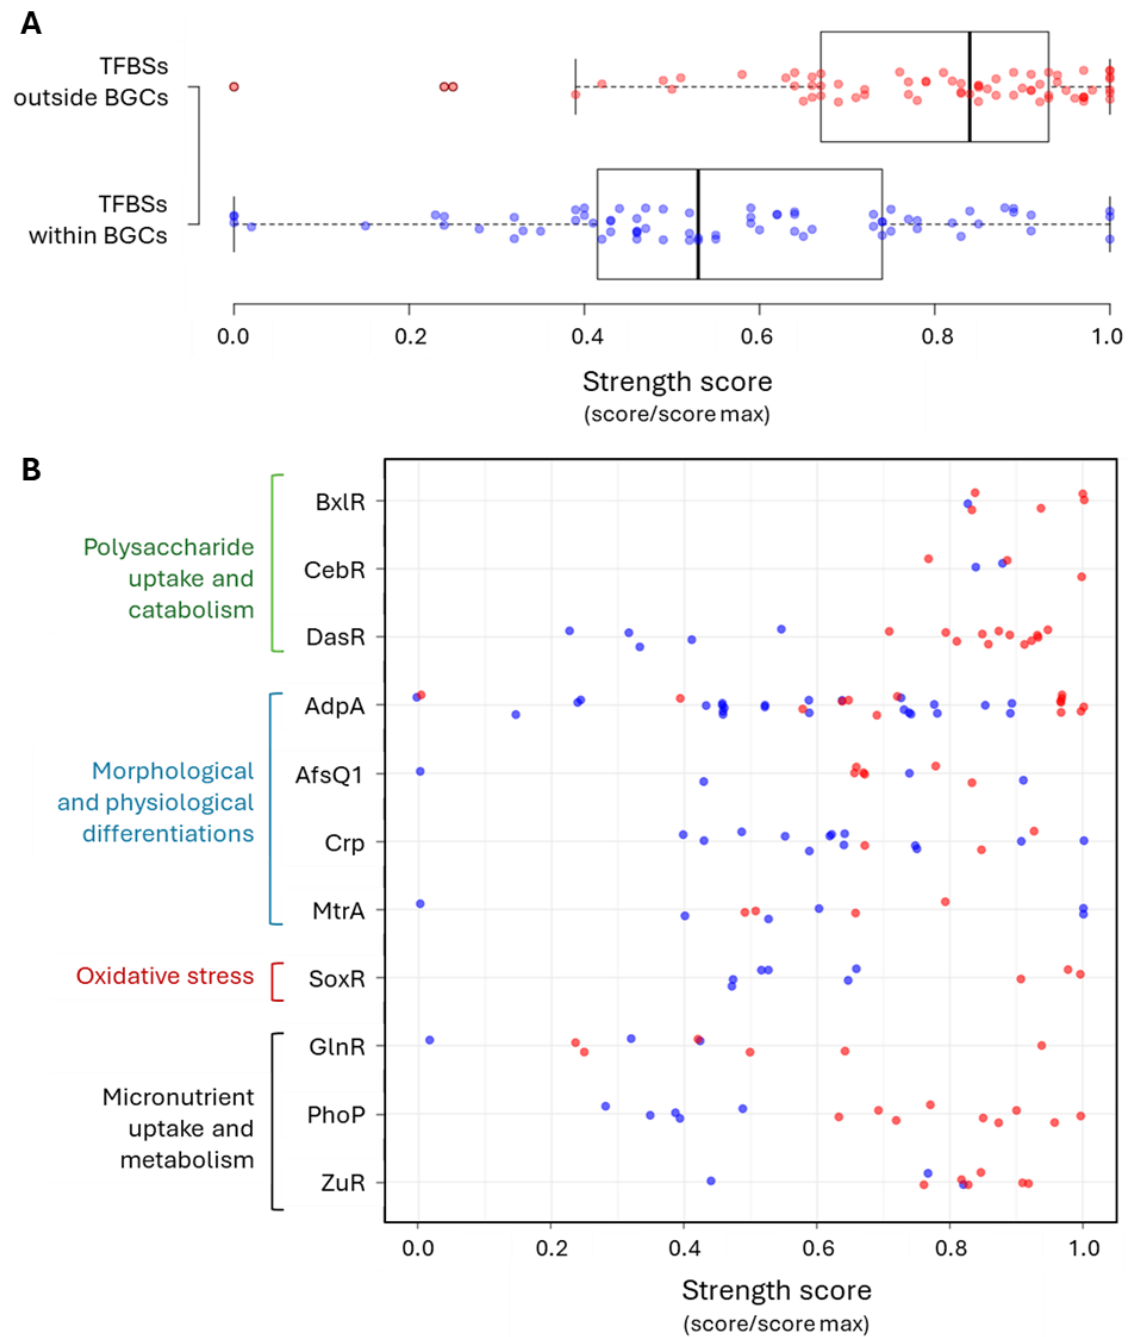 A
TFBSs
outside BGCs
TFBSs
within BGCs
0.0 0.2 0.4 0.6 0.8 1.0
Strength score
(score/score max)
B
Polysaccharide
uptake and
catabolism
BxlR
CebR
DasR
Morphological
and physiological
differentiations
AdpA
AfsQ1
Crp
MtrA
Oxidative stress
SoxR
Micronutrient
uptake and
metabolism
GlnR
PhoP
ZuR
0.0 0.2 0.4 0.6 0.8 1.0
Strength score
(score/score max)